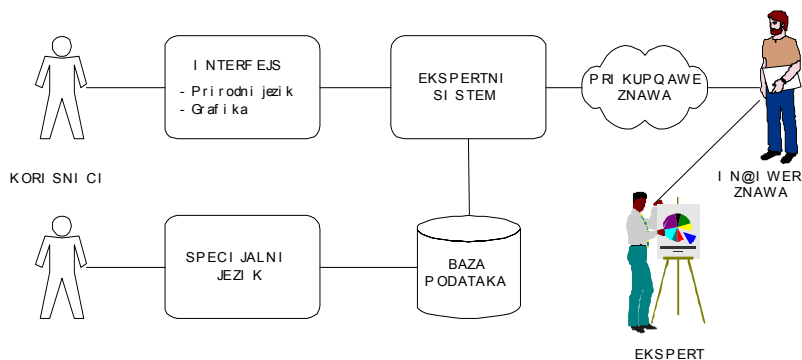 INTERFEJS
- Prirodni jezik
- Grafika
EKSPERTNI
SISTEM
PRIKUPQAWE
ZNAWA
KORISNICI
IN@IWER
ZNAWA
SPECIJALNI
JEZIK
BAZA
PODATAKA
EKSPERT